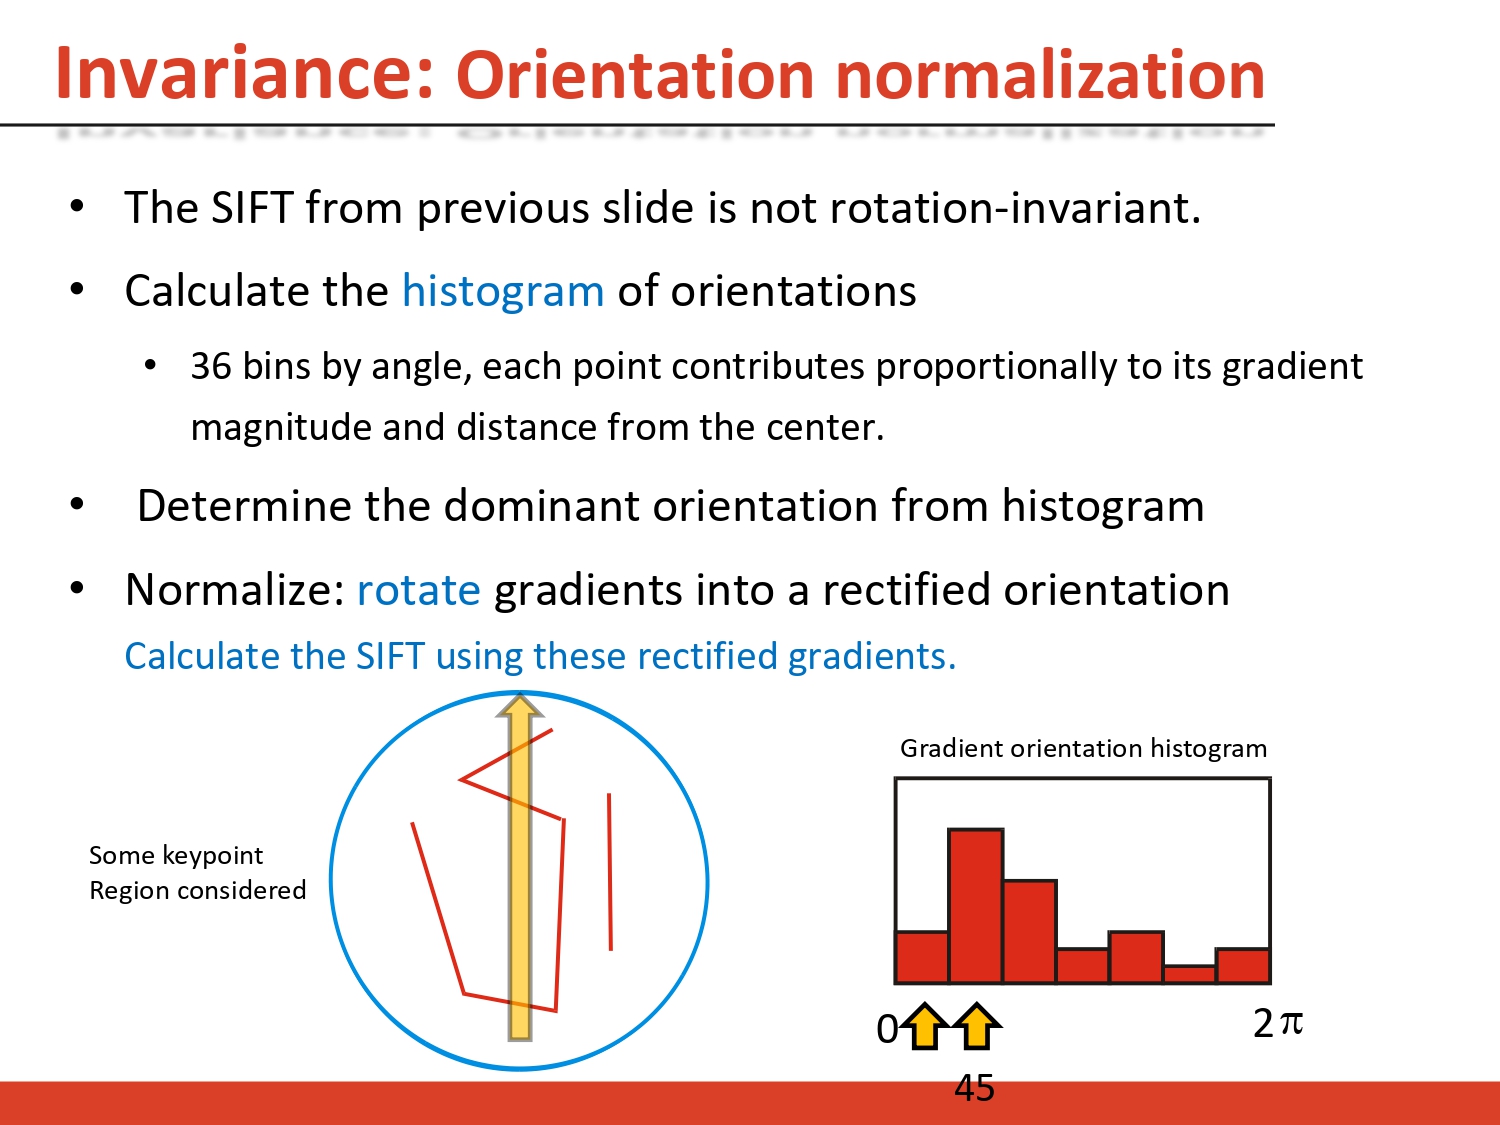 Invariance: Orientation normalization
• The SIFT from previous slide is not rotation-invariant.
• Calculate the histogram of orientations
• 36 bins by angle, each point contributes proportionally to its gradient
magnitude and distance from the center.
• Determine the dominant orientation from histogram
• Normalize: rotate gradients into a rectified orientation
Calculate the SIFT using these rectified gradients.
Some keypoint
Region considered
Gradient orientation histogram
0
2π
45